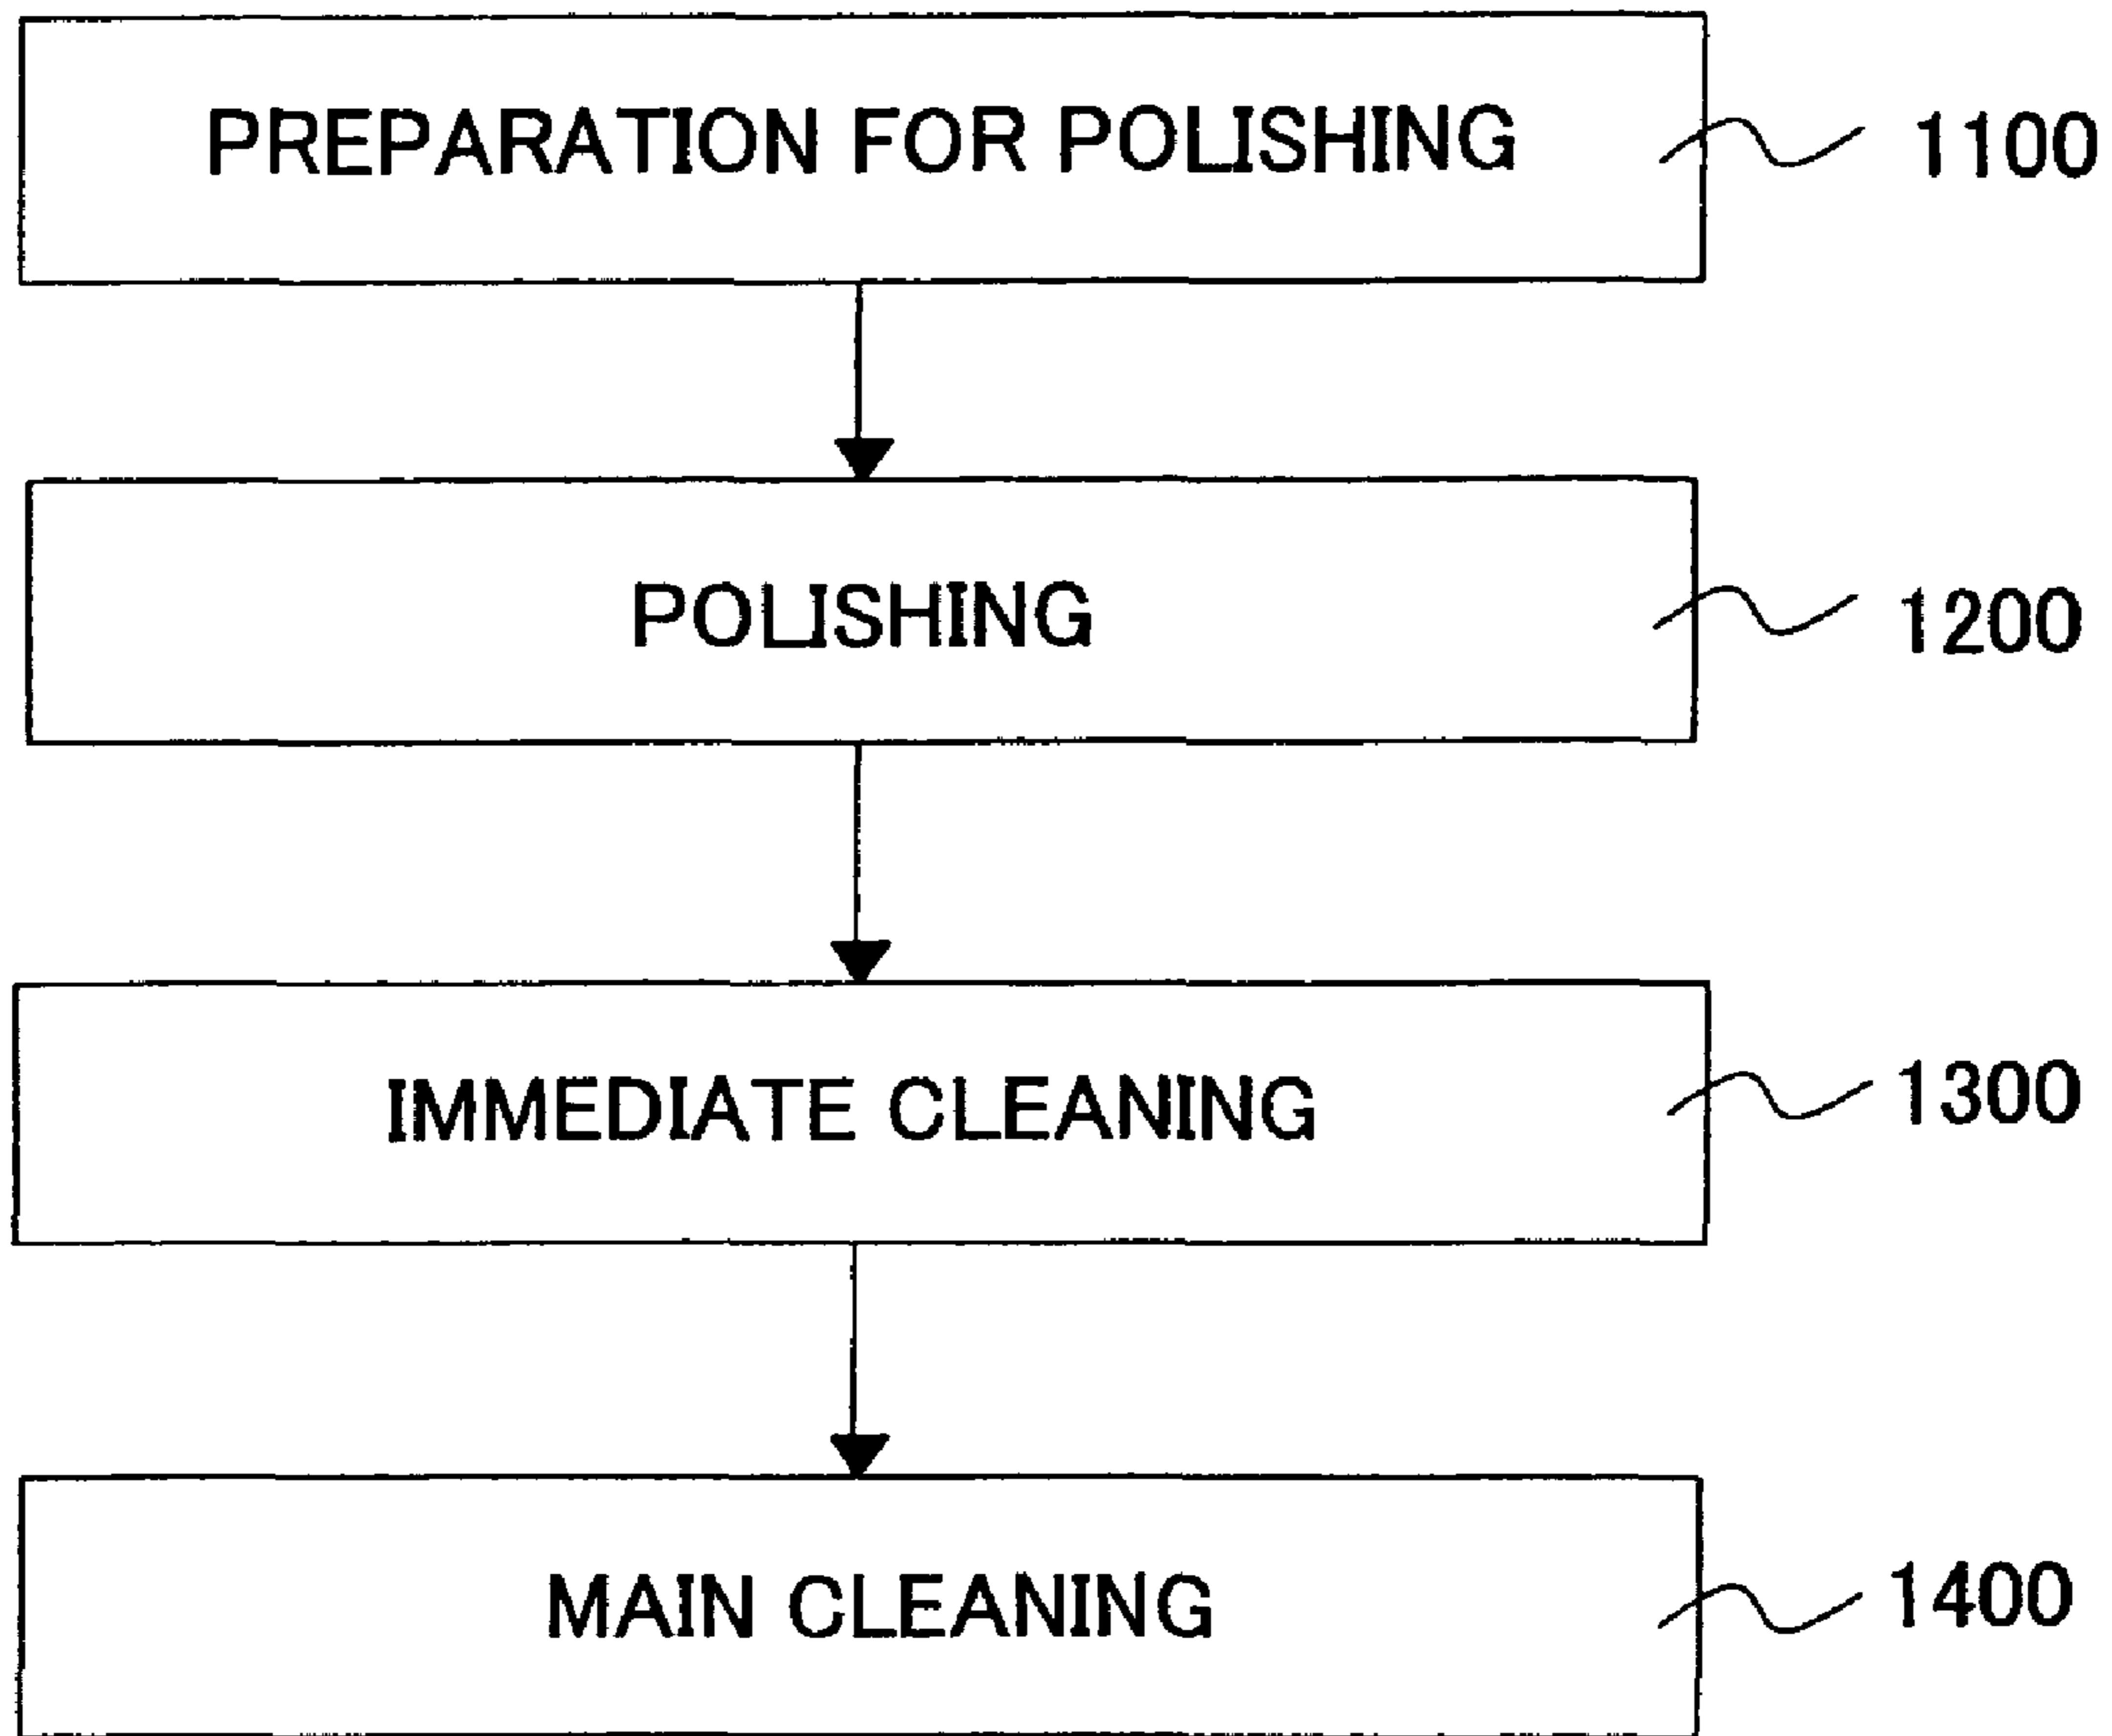 PREPARATION FOR POLISHING 1100
POLISHING 1200
IMMEDIATE CLEANING 1300
MAIN CLEANING 1400